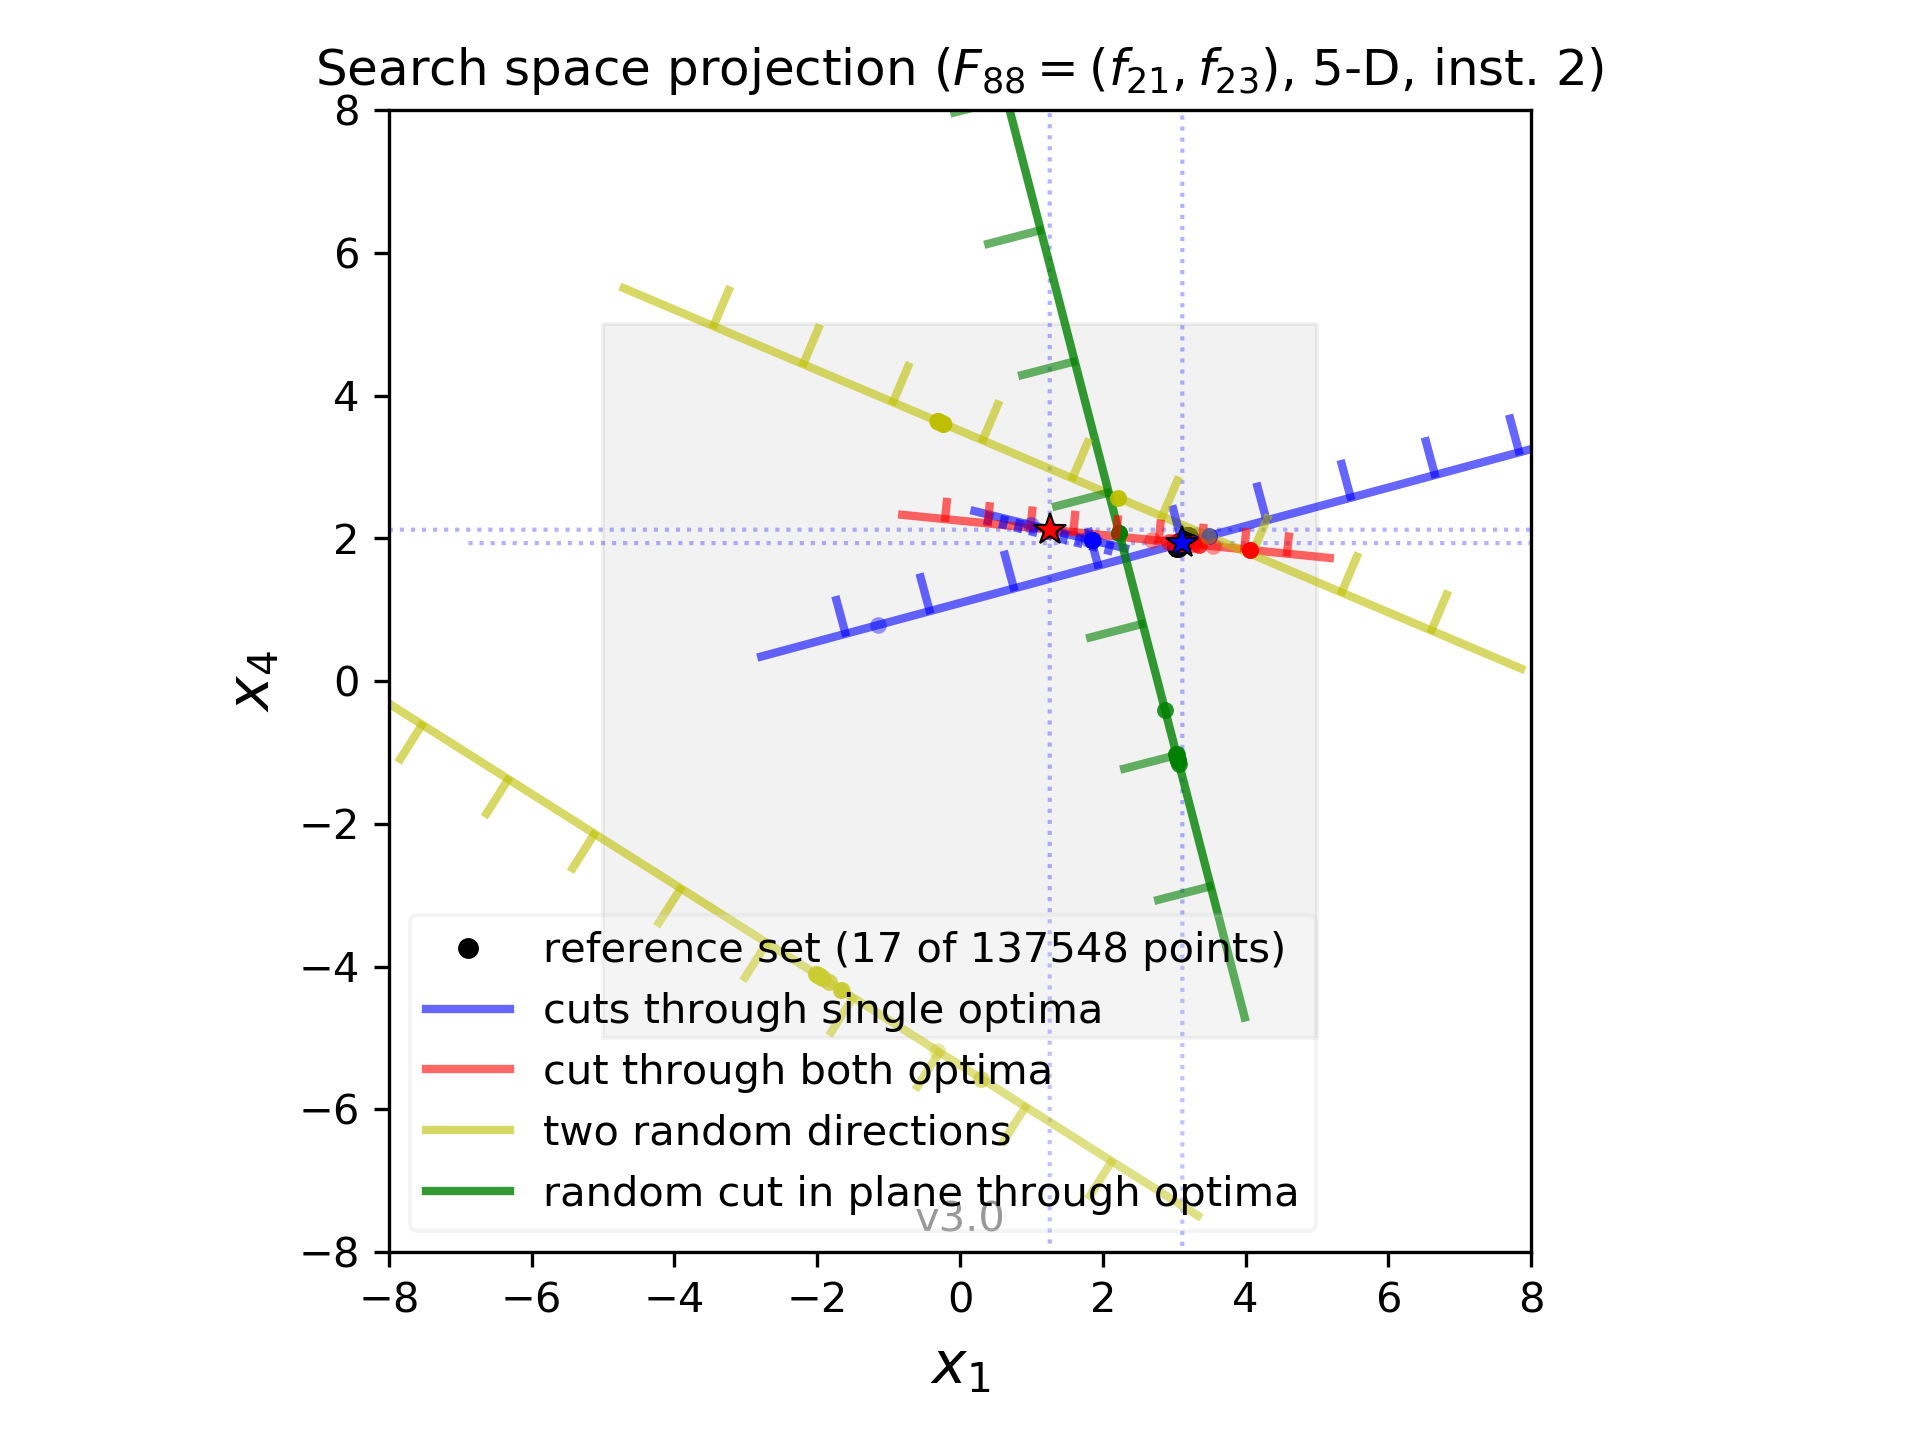 Search space projection (F₈₈ = (f₂₁, f₂₃), 5-D, inst. 2)
8
6
4
2
0
−2
−4
−6
−8
x₄
reference set (17 of 137548 points)
cuts through single optima
cut through both optima
two random directions
random cut in plane through optima
v3.0
−8 −6 −4 −2 0 2 4 6 8
x₁